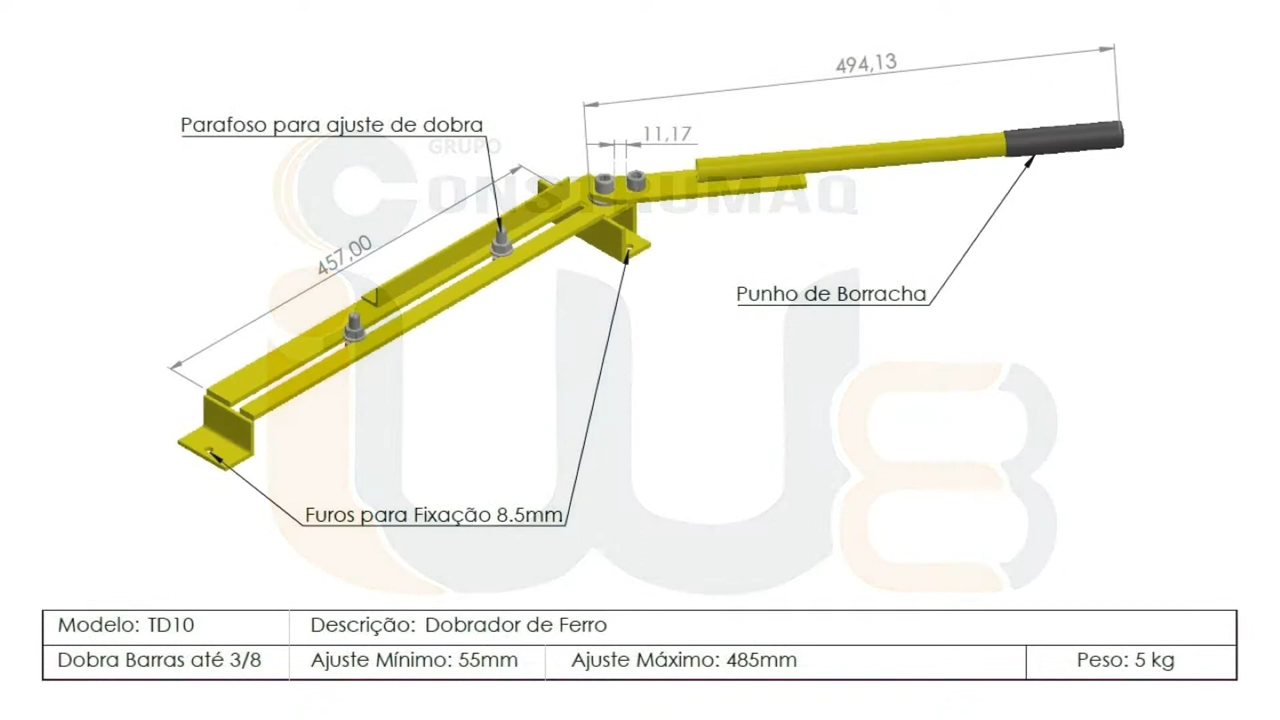 494,13
Parafoso para ajuste de dobra
11,17
GRUPO
CONSTRUMAQ
457,00
Punho de Borracha
Furos para Fixação 8.5mm
Modelo: TD10 Descrição: Dobrador de Ferro
Dobra Barras até 3/8 Ajuste Mínimo: 55mm Ajuste Máximo: 485mm Peso: 5 kg